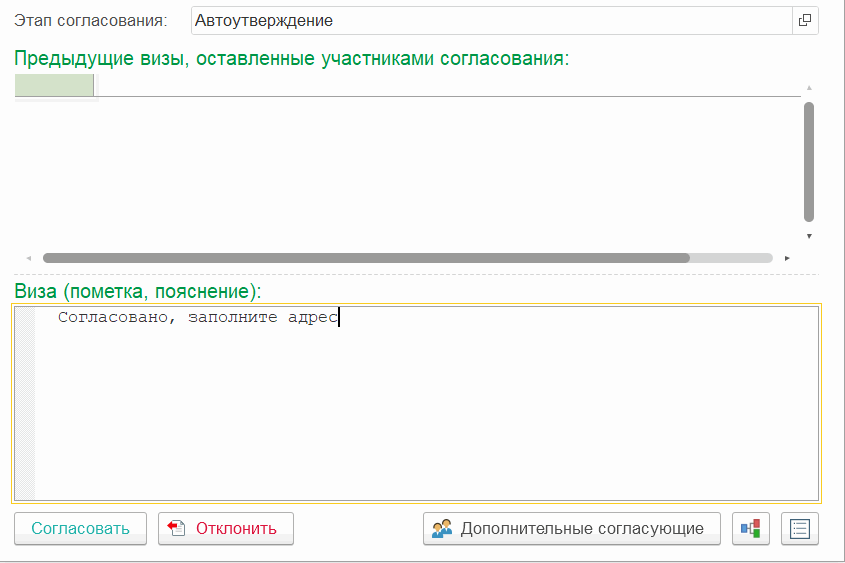 Этап согласования: Автоутверждение
Предыдущие визы, оставленные участниками согласования:
Виза (пометка, пояснение):
Согласовано, заполните адрес
Согласовать Отклонить Дополнительные согласующие